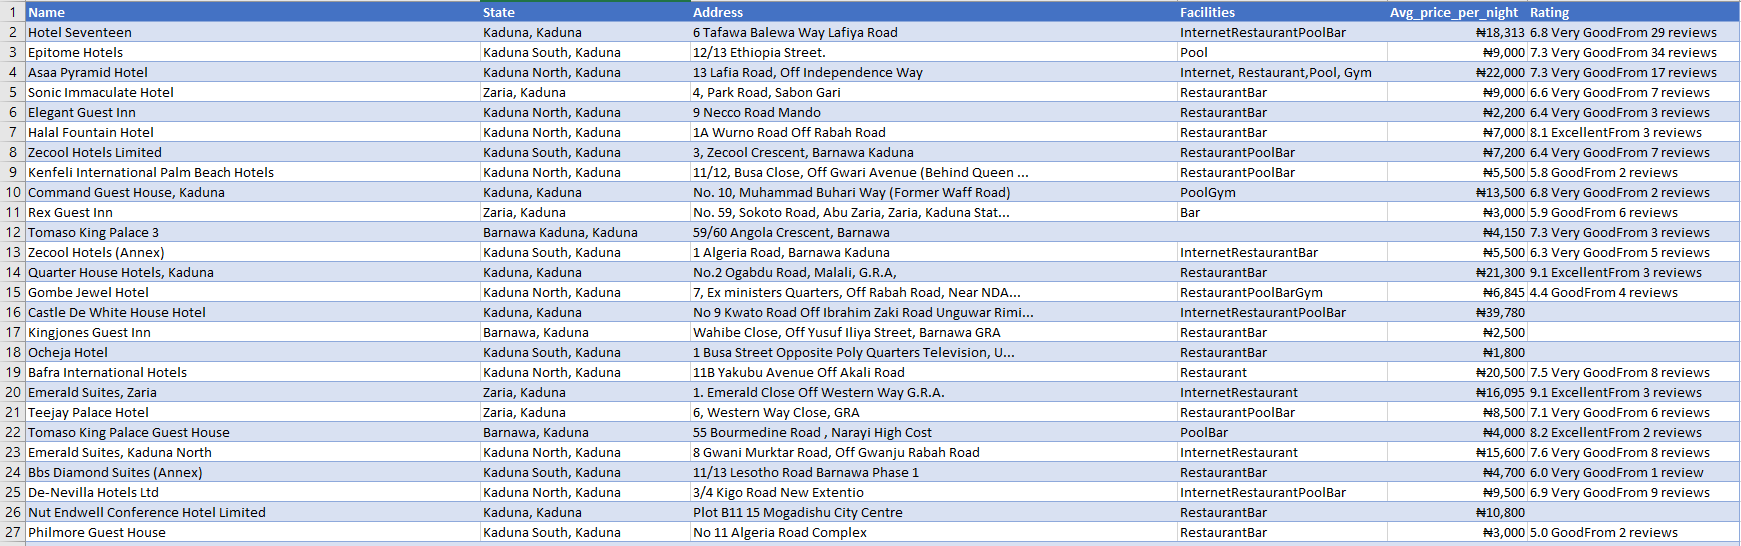 1 Name State Address Facilities Avg_price_per_night Rating
2 Hotel Seventeen Kaduna, Kaduna 6 Tafawa Balewa Way Lafiya Road InternetRestaurantPoolBar ₦18,313 6.8 Very GoodFrom 29 reviews
3 Epitome Hotels Kaduna South, Kaduna 12/13 Ethiopia Street. Pool ₦9,000 7.3 Very GoodFrom 34 reviews
4 Asaa Pyramid Hotel Kaduna North, Kaduna 13 Lafia Road, Off Independence Way Internet, Restaurant,Pool, Gym ₦22,000 7.3 Very GoodFrom 17 reviews
5 Sonic Immaculate Hotel Zaria, Kaduna 4, Park Road, Sabon Gari RestaurantBar ₦9,000 6.6 Very GoodFrom 7 reviews
6 Elegant Guest Inn Kaduna North, Kaduna 9 Necco Road Mando RestaurantBar ₦2,200 6.4 Very GoodFrom 3 reviews
7 Halal Fountain Hotel Kaduna North, Kaduna 1A Wurno Road Off Rabah Road RestaurantBar ₦7,000 8.1 ExcellentFrom 3 reviews
8 Zecool Hotels Limited Kaduna South, Kaduna 3, Zecool Crescent, Barnawa Kaduna RestaurantPoolBar ₦7,200 6.4 Very GoodFrom 7 reviews
9 Kenfeli International Palm Beach Hotels Kaduna South, Kaduna 11/12, Busa Close, Off Gwari Avenue (Behind Queen ... RestaurantPoolBar ₦5,500 5.8 GoodFrom 2 reviews
10 Command Guest House, Kaduna Kaduna, Kaduna No. 10, Muhammad Buhari Way (Former Waff Road) PoolGym ₦13,500 6.8 Very GoodFrom 2 reviews
11 Rex Guest Inn Zaria, Kaduna No. 59, Sokoto Road, Abu Zaria, Zaria, Kaduna Stat... Bar ₦3,000 5.9 GoodFrom 6 reviews
12 Tomaso King Palace 3 Barnawa Kaduna, Kaduna 59/60 Angola Crescent, Barnawa ₦4,150 7.3 Very GoodFrom 3 reviews
13 Zecool Hotels (Annex) Kaduna South, Kaduna 1 Algeria Road, Barnawa Kaduna InternetRestaurantBar ₦5,500 6.3 Very GoodFrom 5 reviews
14 Quarter House Hotels, Kaduna Kaduna, Kaduna No.2 Ogabdu Road, Malali, G.R.A, RestaurantBar ₦21,300 9.1 ExcellentFrom 3 reviews
15 Gombe Jewel Hotel Kaduna North, Kaduna 7, Ex ministers Quarters, Off Rabah Road, Near NDA... RestaurantPoolBarGym ₦6,845 4.4 GoodFrom 4 reviews
16 Castle De White House Hotel Kaduna, Kaduna No 9 Kwato Road Off Ibrahim Zaki Road Unguwar Rimi... InternetRestaurantPoolBar ₦39,780
17 Kingjones Guest Inn Barnawa, Kaduna Wahibe Close, Off Yusuf Iliya Street, Barnawa GRA RestaurantBar ₦2,500
18 Ocheja Hotel Kaduna South, Kaduna 1 Busa Street Opposite Poly Quarters Television, U... RestaurantBar ₦1,800
19 Bafra International Hotels Kaduna North, Kaduna 11B Yakubu Avenue Off Akali Road Restaurant ₦20,500 7.5 Very GoodFrom 8 reviews
20 Emerald Suites, Zaria Zaria, Kaduna 1. Emerald Close Off Western Way G.R.A. InternetRestaurant ₦16,095 9.1 ExcellentFrom 3 reviews
21 Teejay Palace Hotel Zaria, Kaduna 6, Western Way Close, GRA RestaurantPoolBar ₦8,500 7.1 Very GoodFrom 6 reviews
22 Tomaso King Palace Guest House Barnawa, Kaduna 55 Bourmedine Road , Narayi High Cost PoolBar ₦4,000 8.2 ExcellentFrom 2 reviews
23 Emerald Suites, Kaduna North Kaduna North, Kaduna 8 Gwani Murktar Road, Off Gwanju Rabah Road InternetRestaurant ₦15,600 7.6 Very GoodFrom 8 reviews
24 Bbs Diamond Suites (Annex) Kaduna South, Kaduna 11/13 Lesotho Road Barnawa Phase 1 RestaurantBar ₦4,700 6.0 Very GoodFrom 1 review
25 De-Nevilla Hotels Ltd Kaduna North, Kaduna 3/4 Kigo Road New Extentio InternetRestaurantPoolBar ₦9,500 6.9 Very GoodFrom 9 reviews
26 Nut Endwell Conference Hotel Limited Kaduna, Kaduna Plot B11 15 Mogadishu City Centre RestaurantBar ₦10,800
27 Philmore Guest House Kaduna South, Kaduna No 11 Algeria Road Complex RestaurantBar ₦3,000 5.0 GoodFrom 2 reviews